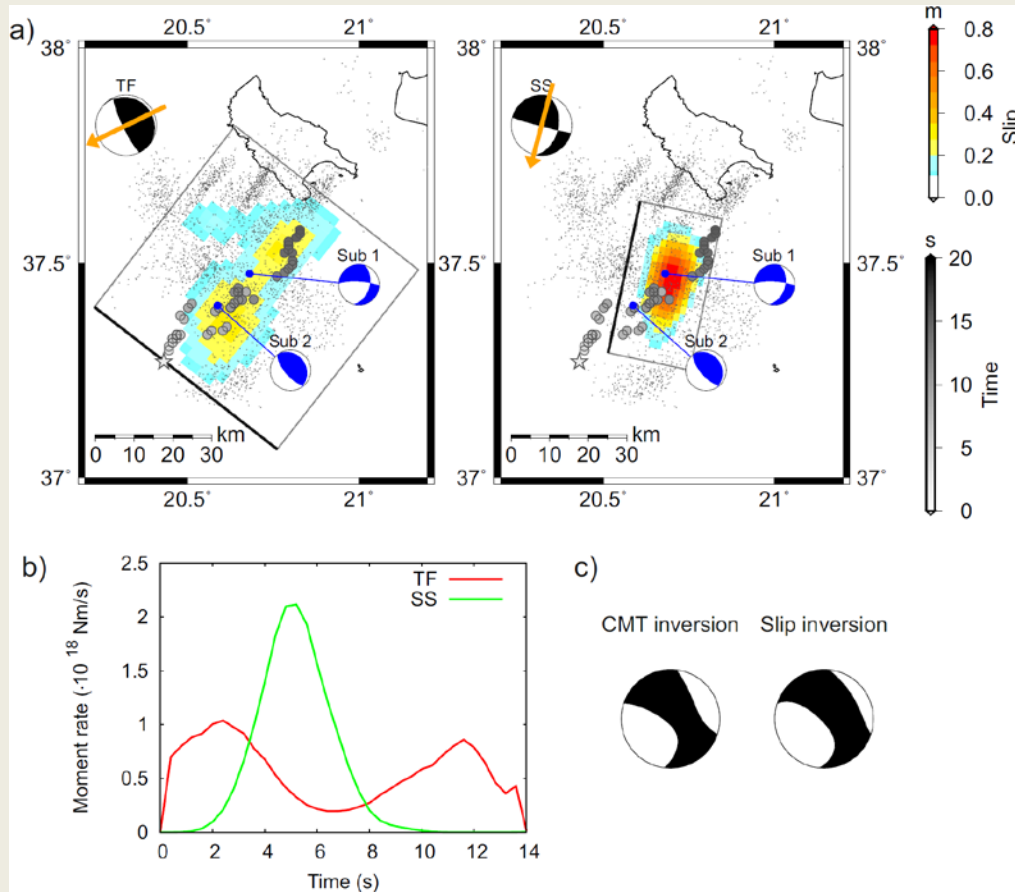 a)
20.5°
21°
20.5°
21°
m
38°
38°
0.8
TF
SS
0.6
0.4
Slip
0.2
0.0
37.5°
37.5°
Sub 1
Sub 1
s
20
Sub 2
Sub 2
15
10
Time
km
km
0 10 20 30
0 10 20 30
5
37°
37°
0
20.5°
21°
20.5°
21°
b)
c)
2.5
TF
SS
2
1.5
1
0.5
0
Moment rate (·10 18 Nm/s)
0 2 4 6 8 10 12 14
Time (s)
CMT inversion
Slip inversion